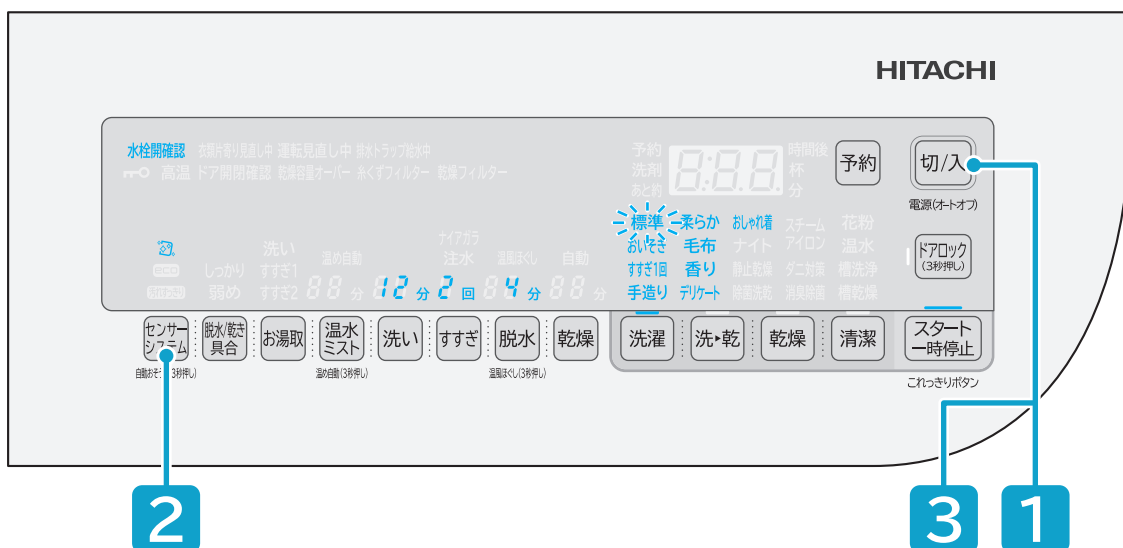 HITACHI
水栓開確認 衣類片寄り見直し中 運転見直し中 排水トラップ給水中
高温 ドア開閉確認 乾燥容量オーバー 糸くずフィルター 乾燥フィルター
予約 時間後
洗剤 8:8.8. 杯
あと約 分
予約
切/入
電源(オートオフ)
標準 柔らか おしゃれ着 スチーム 花粉
おいそぎ 毛布 ナイト アイロン 温水
すすぎ1回 香り 静止乾燥 ダニ対策 槽洗浄
手造り デリケート 除菌洗乾 消臭除菌 槽乾燥
ドアロック
(3秒押し)
ナイアガラ
洗い 温め自動 注水 温風ほぐし 自動
eco しっかり すすぎ1
弱め すすぎ2 88 分 12 分 2 回 4 分 88 分
センサー
システム
脱水/乾き
具合
お湯取
温水
ミスト
洗い
すすぎ
脱水
乾燥
洗濯
洗▸乾
乾燥
清潔
スタート
一時停止
自動おそうじ(3秒押し)
温め自動(3秒押し)
温風ほぐし(3秒押し)
これっきりボタン
2
3
1